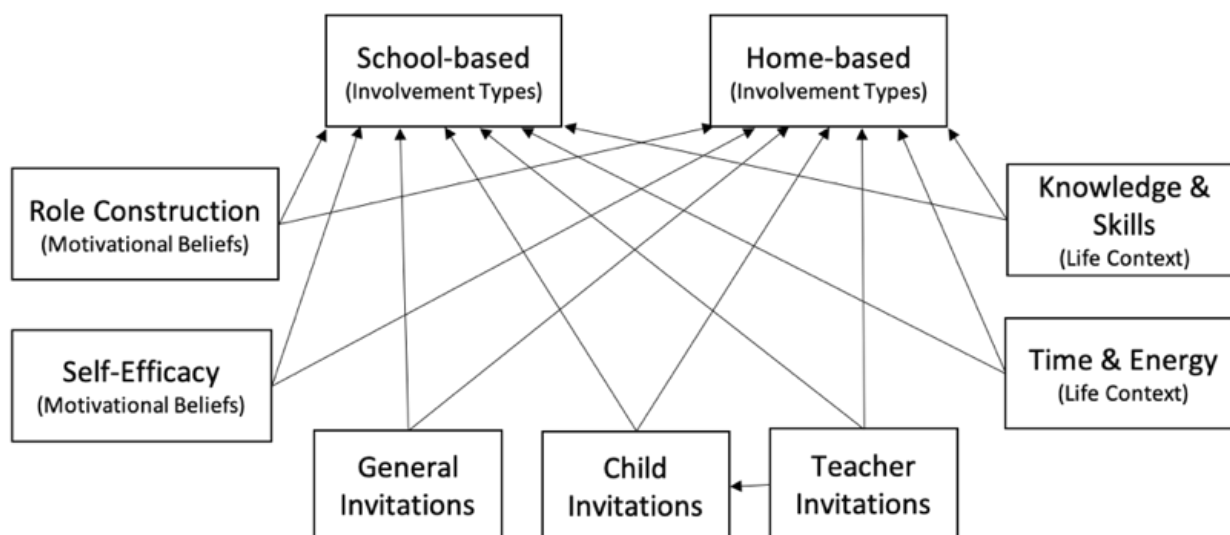 School-based
(Involvement Types)
Home-based
(Involvement Types)
Role Construction
(Motivational Beliefs)
Knowledge &
Skills
(Life Context)
Self-Efficacy
(Motivational Beliefs)
Time & Energy
(Life Context)
General
Invitations
Child
Invitations
Teacher
Invitations